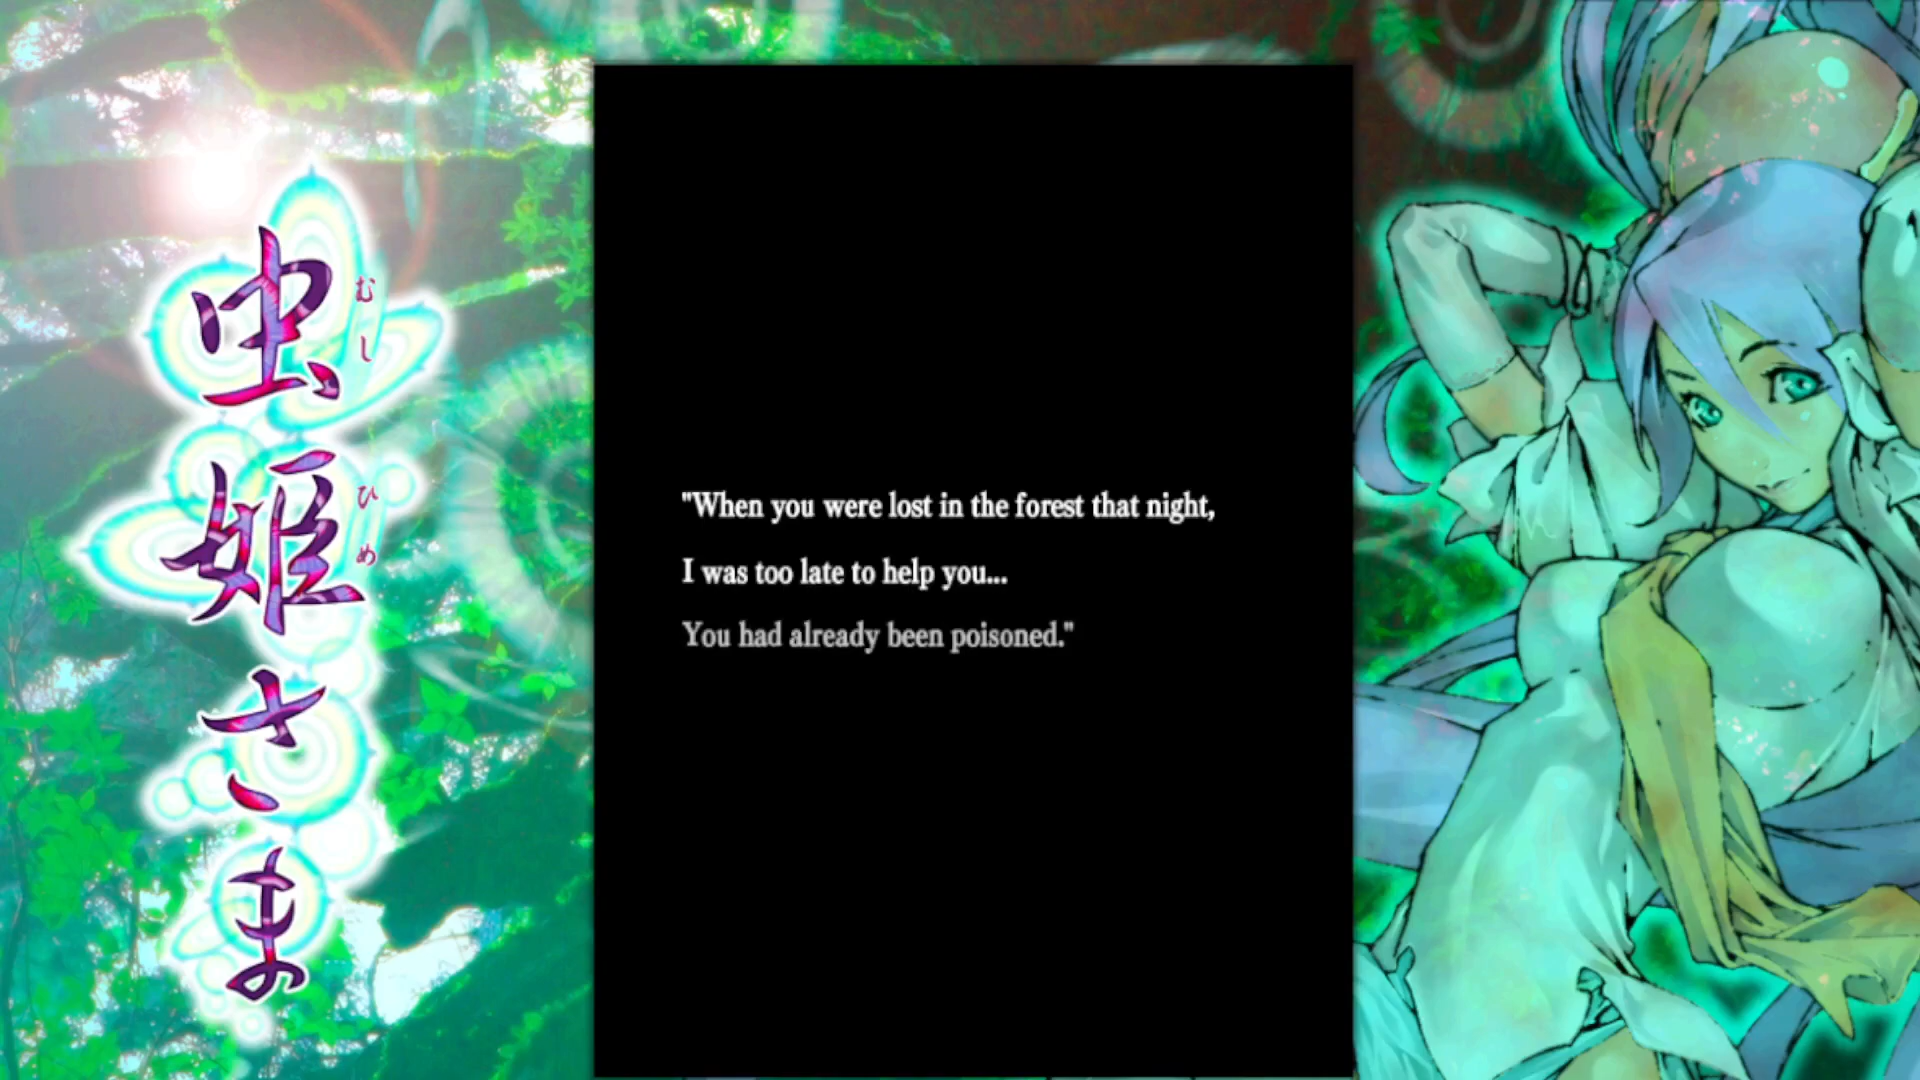 虫姫さま
むし
ひめ
"When you were lost in the forest that night,
I was too late to help you...
You had already been poisoned."